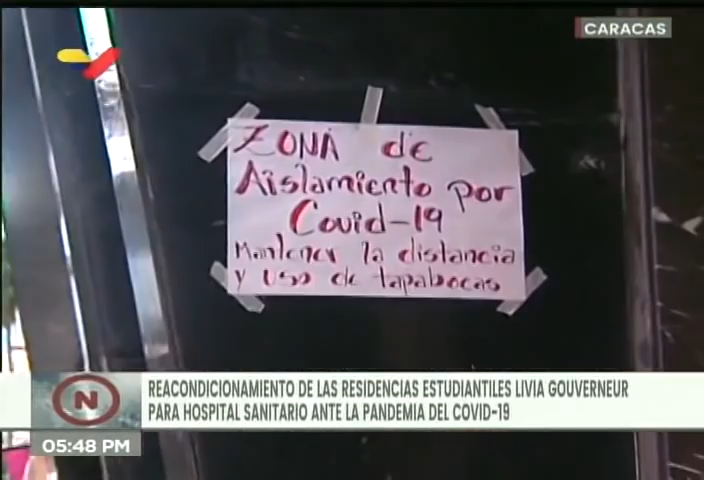 CARACAS
ZONA de
Aislamiento por
Covid-19
Mantener la distancia
y uso de tapabocas
N
REACONDICIONAMIENTO DE LAS RESIDENCIAS ESTUDIANTILES LIVIA GOUVERNEUR
PARA HOSPITAL SANITARIO ANTE LA PANDEMIA DEL COVID-19
05:48 PM